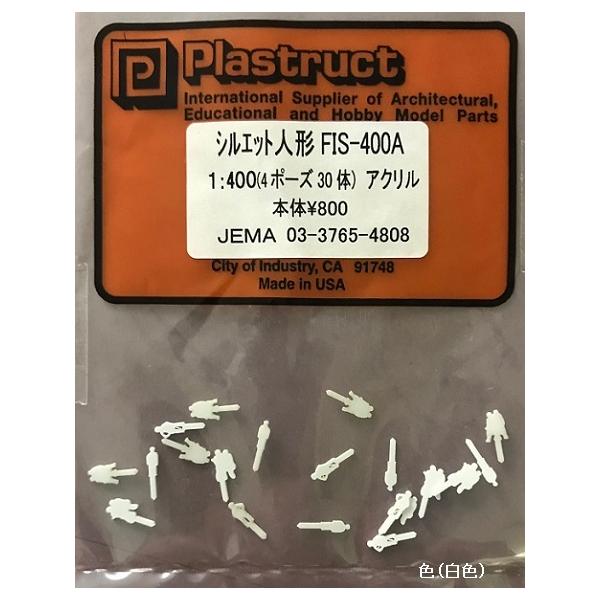 Plastruct
International Supplier of Architectural,
Educational and Hobby Model Parts
シルエット人形 FIS-400A
1:400(4ポーズ30体) アクリル
本体¥800
JEMA 03-3765-4808
City of Industry, CA 91748
Made in USA
色(白色)